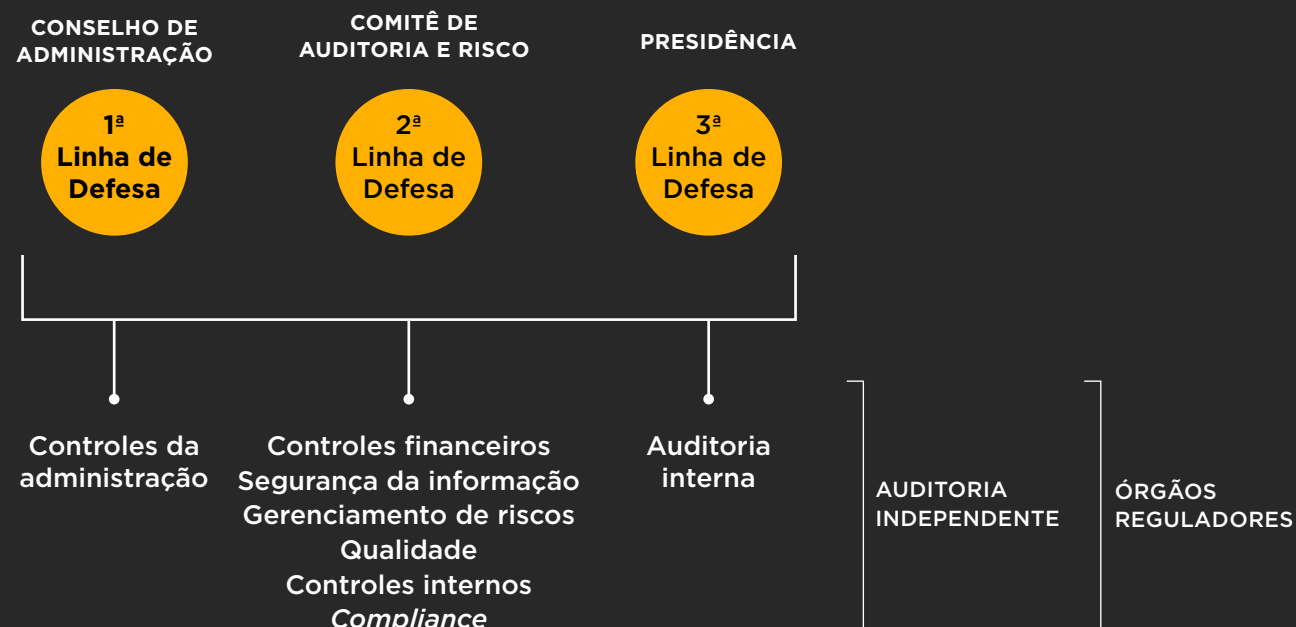 CONSELHO DE
ADMINISTRAÇÃO
COMITÊ DE
AUDITORIA E RISCO
PRESIDÊNCIA
1ª
Linha de
Defesa
2ª
Linha de
Defesa
3ª
Linha de
Defesa
Controles da
administração
Controles financeiros
Segurança da informação
Gerenciamento de riscos
Qualidade
Controles internos
Compliance
Auditoria
interna
AUDITORIA
INDEPENDENTE
ÓRGÃOS
REGULADORES